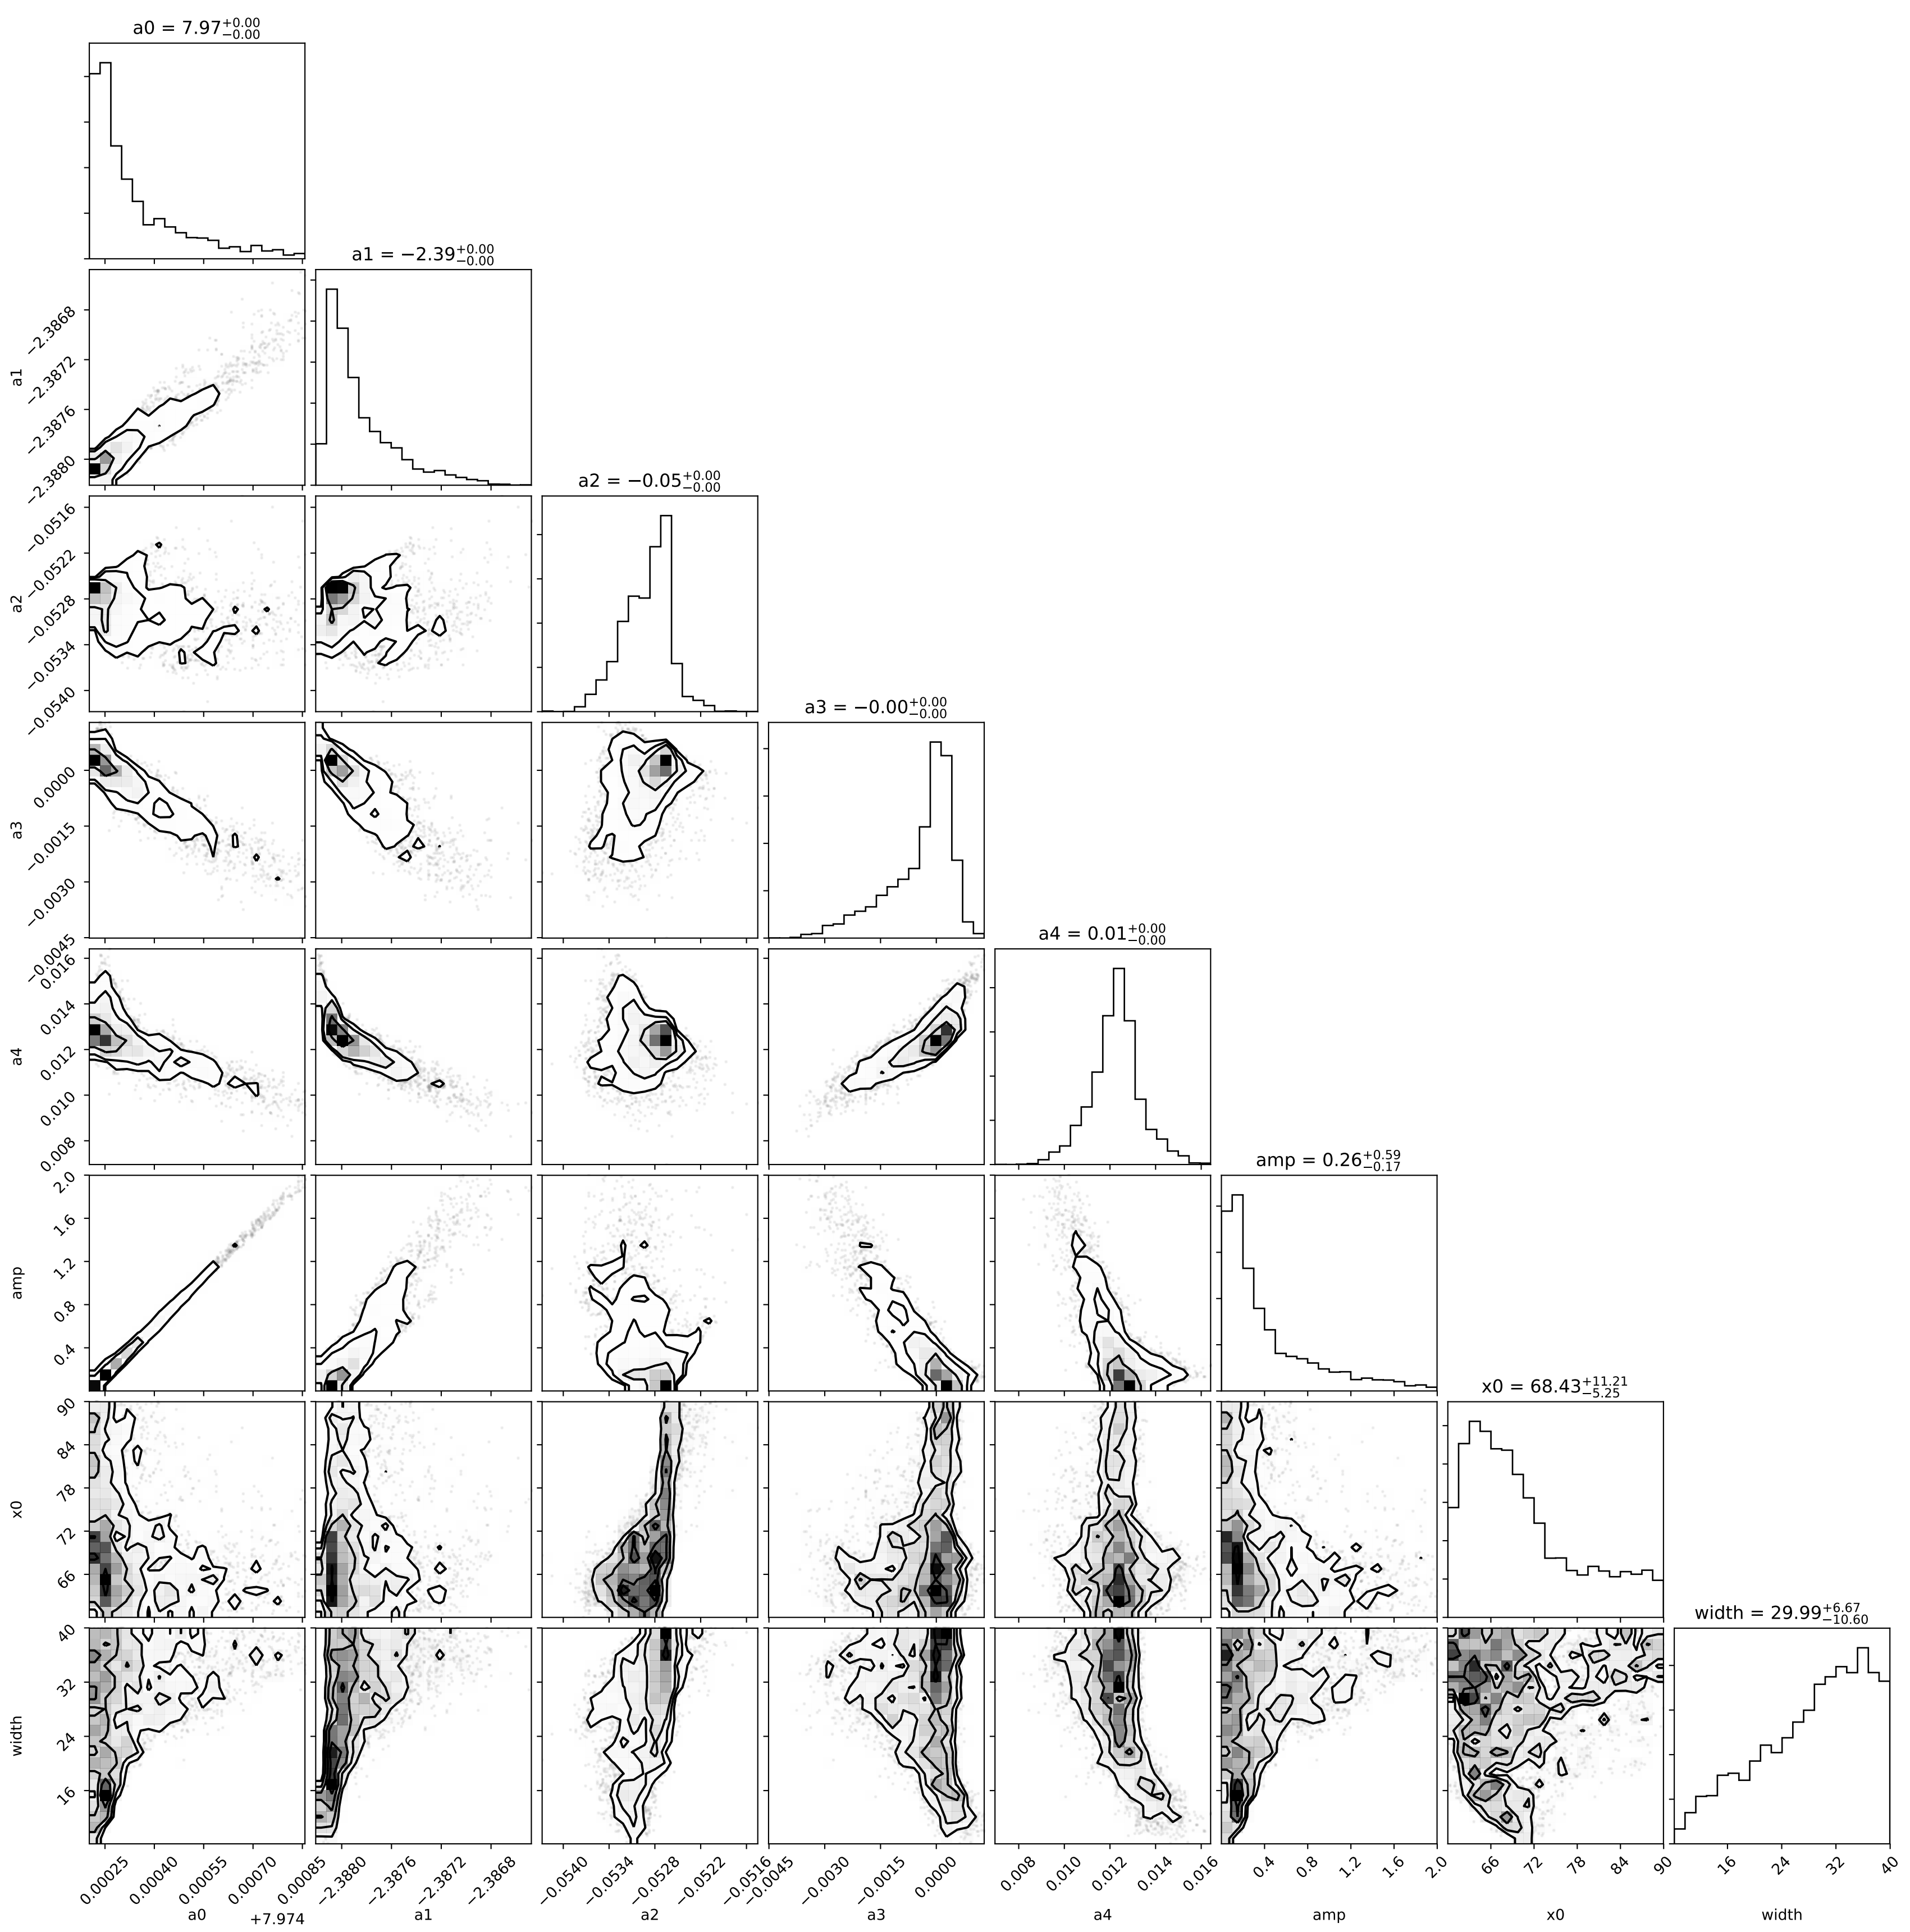 a0 = 7.97+0.00−0.00
a1 = −2.39+0.00−0.00
a1
−2.3868
−2.3872
−2.3876
−2.3880
a2 = −0.05+0.00−0.00
a2
−0.0516
−0.0522
−0.0528
−0.0534
−0.0540
a3 = −0.00+0.00−0.00
a3
0.0000
−0.0015
−0.0030
−0.0045
a4 = 0.01+0.00−0.00
a4
0.016
0.014
0.012
0.010
0.008
amp = 0.26+0.59−0.17
amp
2.0
1.6
1.2
0.8
0.4
x0 = 68.43+11.21−5.25
x0
90
84
78
72
66
width = 29.99+6.67−10.60
width
40
32
24
16
0.00025 0.00040 0.00055 0.00070 0.00085
+7.974
a0
−2.3880 −2.3876 −2.3872 −2.3868
a1
−0.0540 −0.0534 −0.0528 −0.0522 −0.0516
a2
−0.0045 −0.0030 −0.0015 0.0000
a3
0.008 0.010 0.012 0.014 0.016
a4
0.4 0.8 1.2 1.6 2.0
amp
66 72 78 84 90
x0
16 24 32 40
width